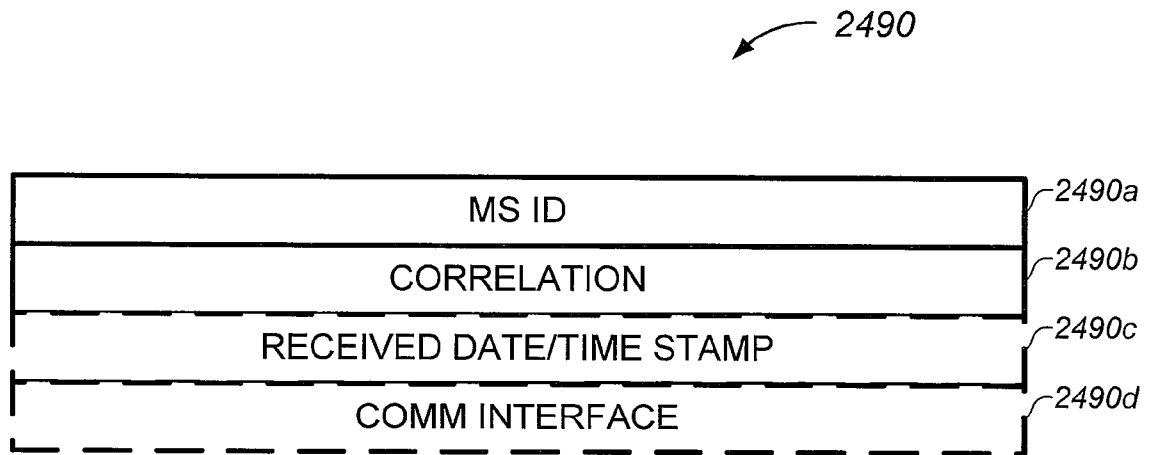 2490
MS ID 2490a
CORRELATION 2490b
RECEIVED DATE/TIME STAMP 2490c
COMM INTERFACE 2490d